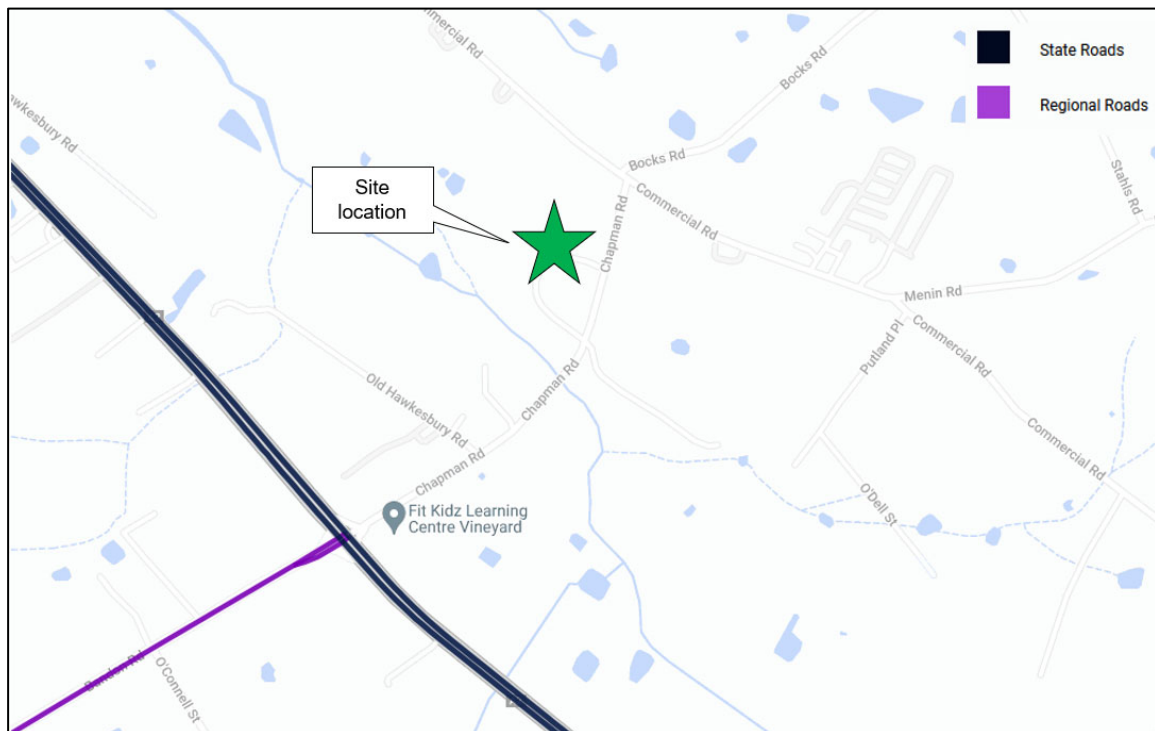 Commercial Rd
Bocks Rd
State Roads
Regional Roads
Hawkesbury Rd
Bocks Rd
Stahls Rd
Site
location
Commercial Rd
Chapman Rd
Menin Rd
Putland Pl
Commercial Rd
Old Hawkesbury Rd
Chapman Rd
Commercial Rd
Chapman Rd
O'Dell St
Fit Kidz Learning
Centre Vineyard
Bandon Rd
O'Connell St